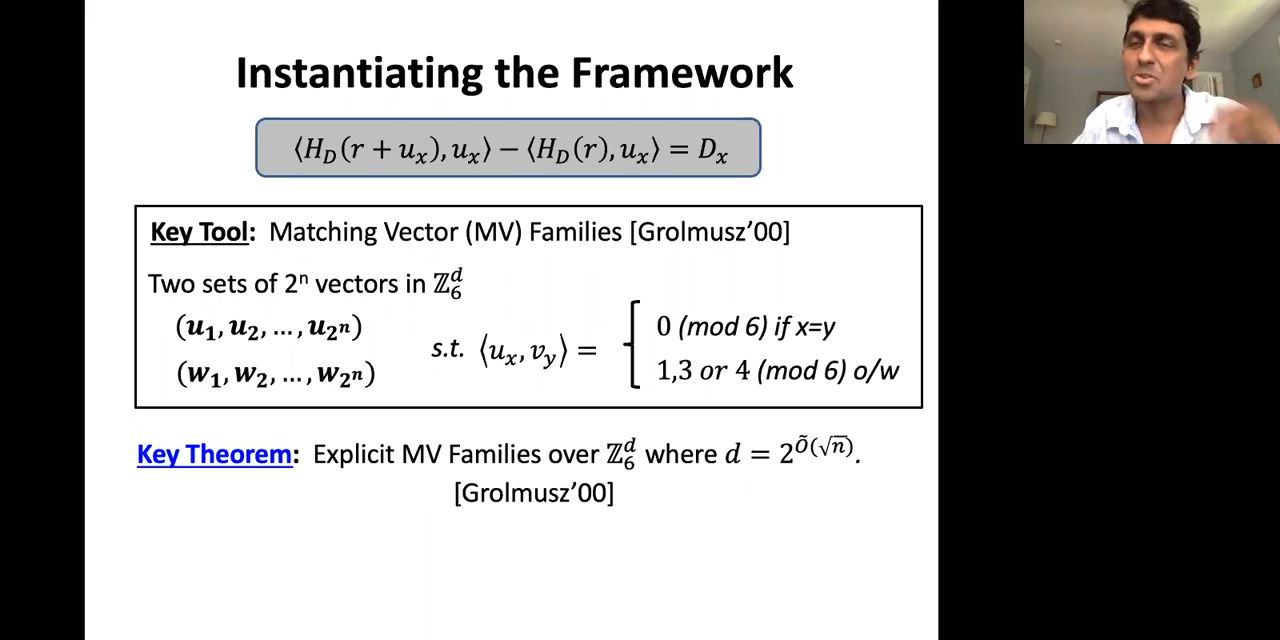 Instantiating the Framework
⟨H_D(r + u_x), u_x⟩ − ⟨H_D(r), u_x⟩ = D_x
Key Tool: Matching Vector (MV) Families [Grolmusz’00]
Two sets of 2ⁿ vectors in ℤ₆ᵈ
(u₁, u₂, …, u_{2ⁿ})
(w₁, w₂, …, w_{2ⁿ})
s.t. ⟨u_x, v_y⟩ =
0 (mod 6) if x=y
1,3 or 4 (mod 6) o/w
Key Theorem: Explicit MV Families over ℤ₆ᵈ where d = 2^{Õ(√n)}.
[Grolmusz’00]